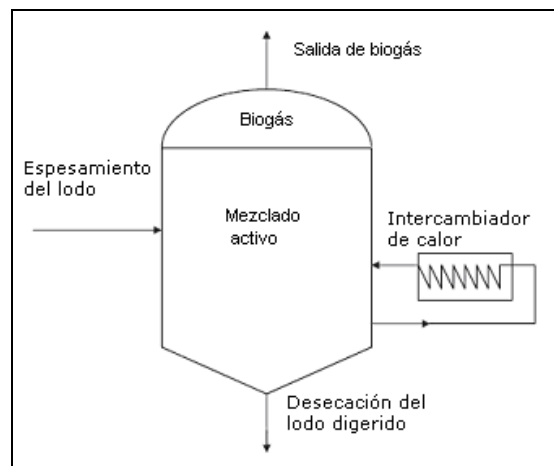 Salida de biogás
Biogás
Espesamiento
del lodo
Mezclado
activo
Intercambiador
de calor
Desecación del
lodo digerido